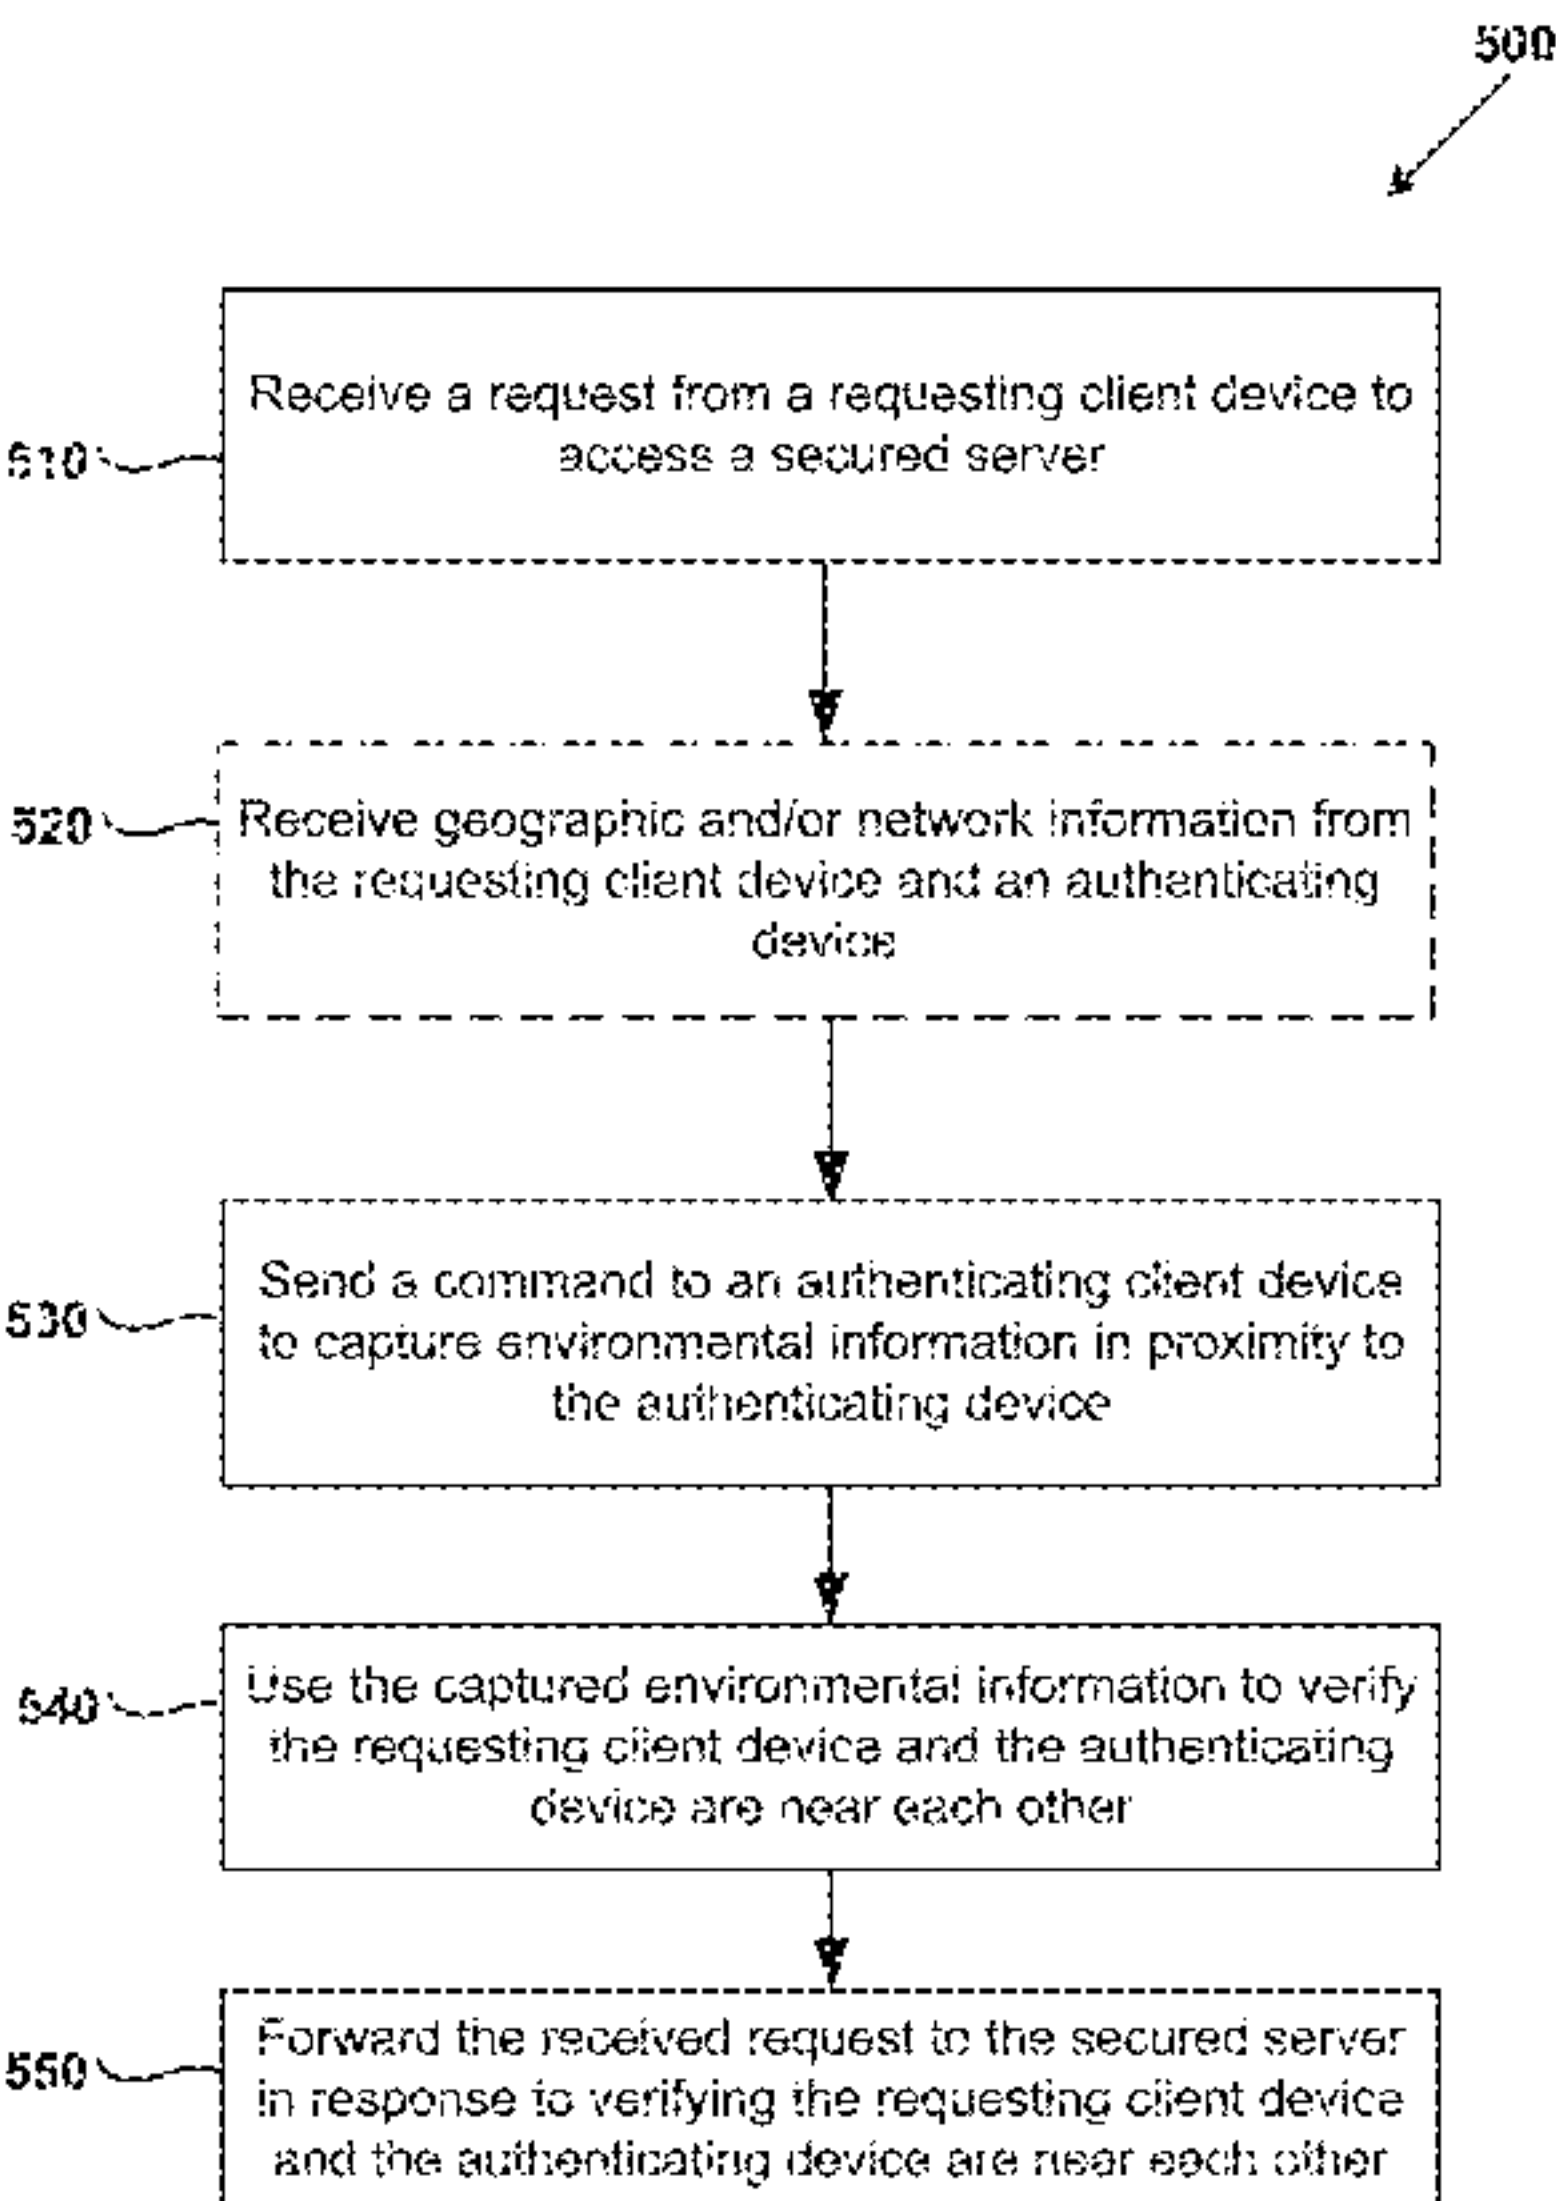 500
510
Receive a request from a requesting client device to
access a secured server
520
Receive geographic and/or network information from
the requesting client device and an authenticating
device
530
Send a command to an authenticating client device
to capture environmental information in proximity to
the authenticating device
540
Use the captured environmental information to verify
the requesting client device and the authenticating
device are near each other
550
Forward the received request to the secured server
in response to verifying the requesting client device
and the authenticating device are near each other